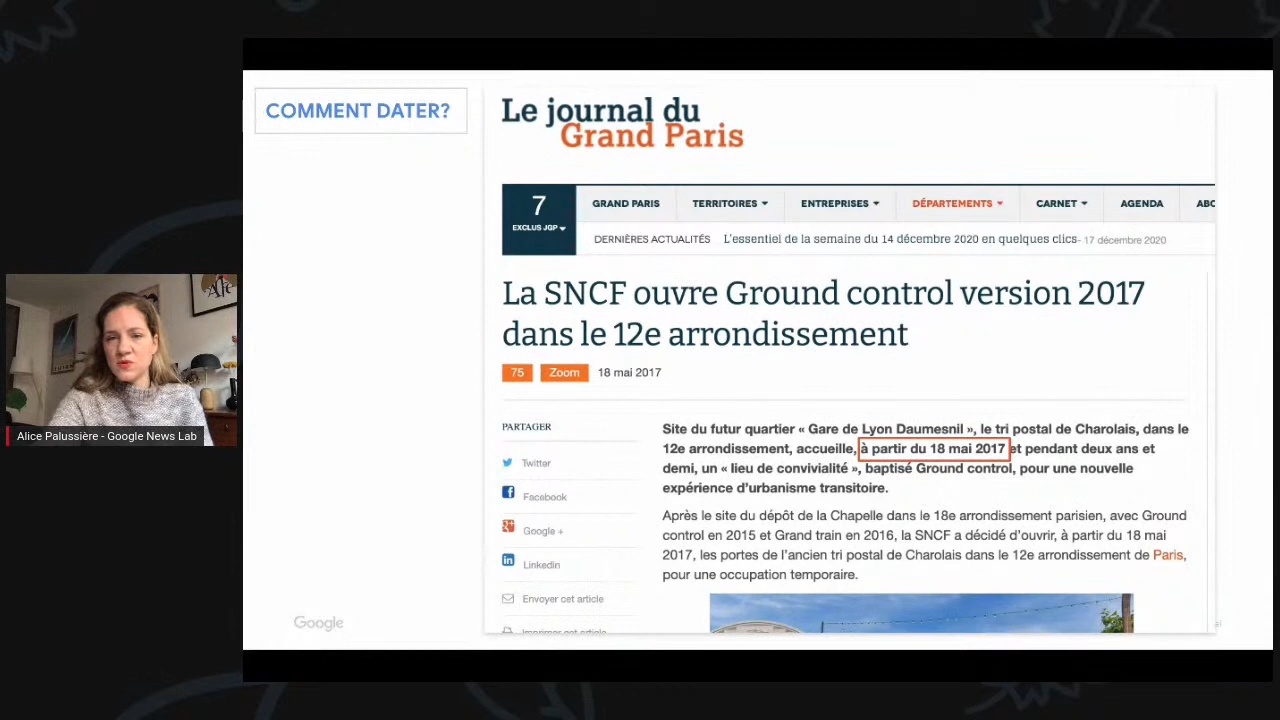 COMMENT DATER?
Le journal du
Grand Paris
7
EXCLUS JGP
GRAND PARIS
TERRITOIRES
ENTREPRISES
DÉPARTEMENTS
CARNET
AGENDA
ABO
DERNIÈRES ACTUALITÉS
L'essentiel de la semaine du 14 décembre 2020 en quelques clics- 17 décembre 2020
La SNCF ouvre Ground control version 2017
dans le 12e arrondissement
75
Zoom
18 mai 2017
PARTAGER
Twitter
Facebook
Google +
Linkedin
Envoyer cet article
Imprimer cet article
Site du futur quartier « Gare de Lyon Daumesnil », le tri postal de Charolais, dans le
12e arrondissement, accueille, à partir du 18 mai 2017 et pendant deux ans et
demi, un « lieu de convivialité », baptisé Ground control, pour une nouvelle
expérience d'urbanisme transitoire.
Après le site du dépôt de la Chapelle dans le 18e arrondissement parisien, avec Ground
control en 2015 et Grand train en 2016, la SNCF a décidé d'ouvrir, à partir du 18 mai
2017, les portes de l'ancien tri postal de Charolais dans le 12e arrondissement de Paris,
pour une occupation temporaire.
Google
Alice Palussière - Google News Lab